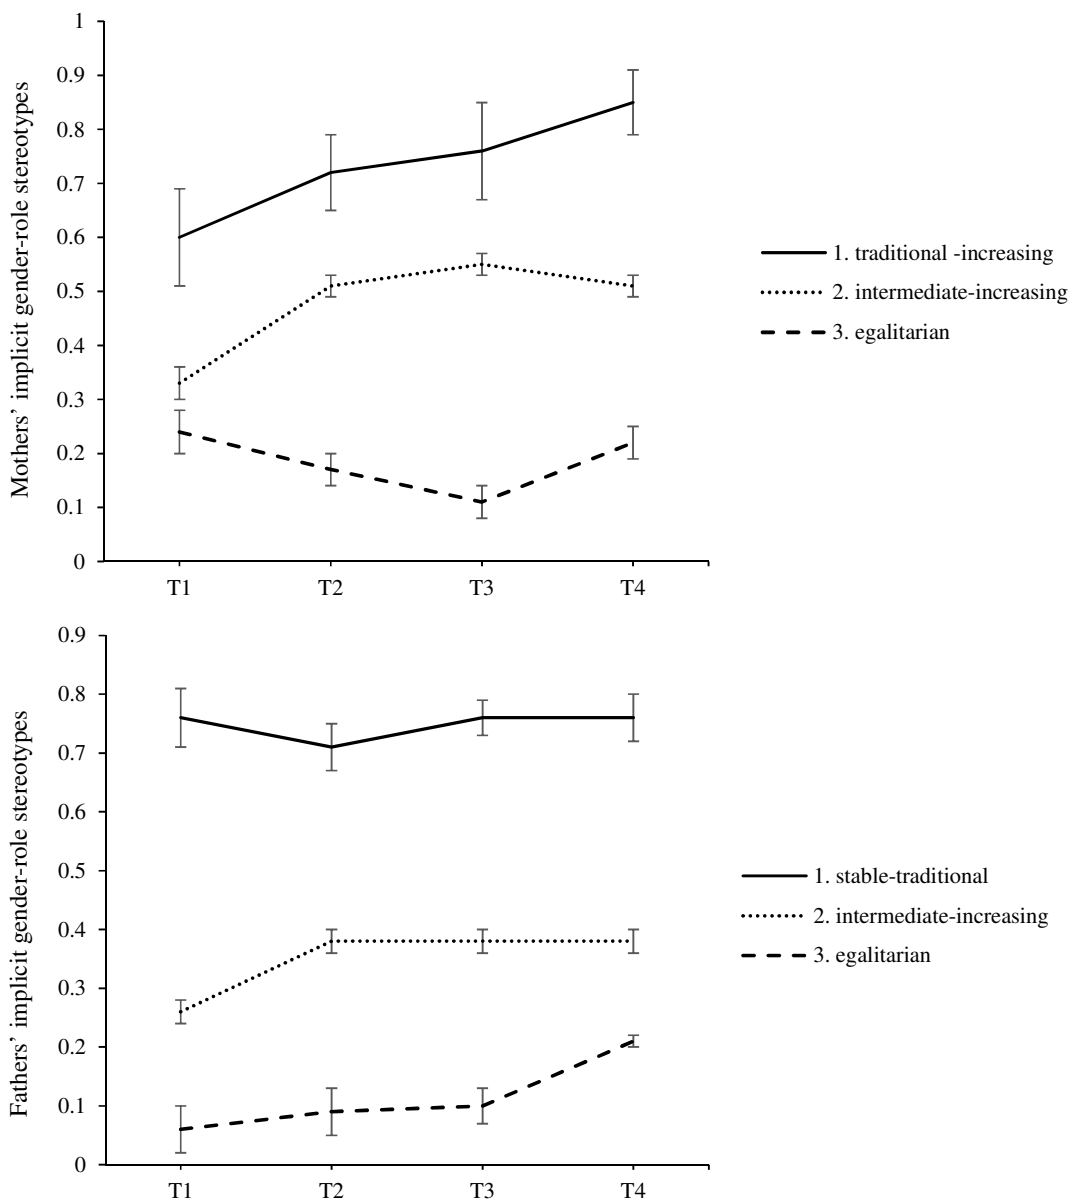 Mothers’ implicit gender-role stereotypes
1
0.9
0.8
0.7
0.6
0.5
0.4
0.3
0.2
0.1
0
T1 T2 T3 T4
1. traditional -increasing
2. intermediate-increasing
3. egalitarian
Fathers’ implicit gender-role stereotypes
0.9
0.8
0.7
0.6
0.5
0.4
0.3
0.2
0.1
0
T1 T2 T3 T4
1. stable-traditional
2. intermediate-increasing
3. egalitarian